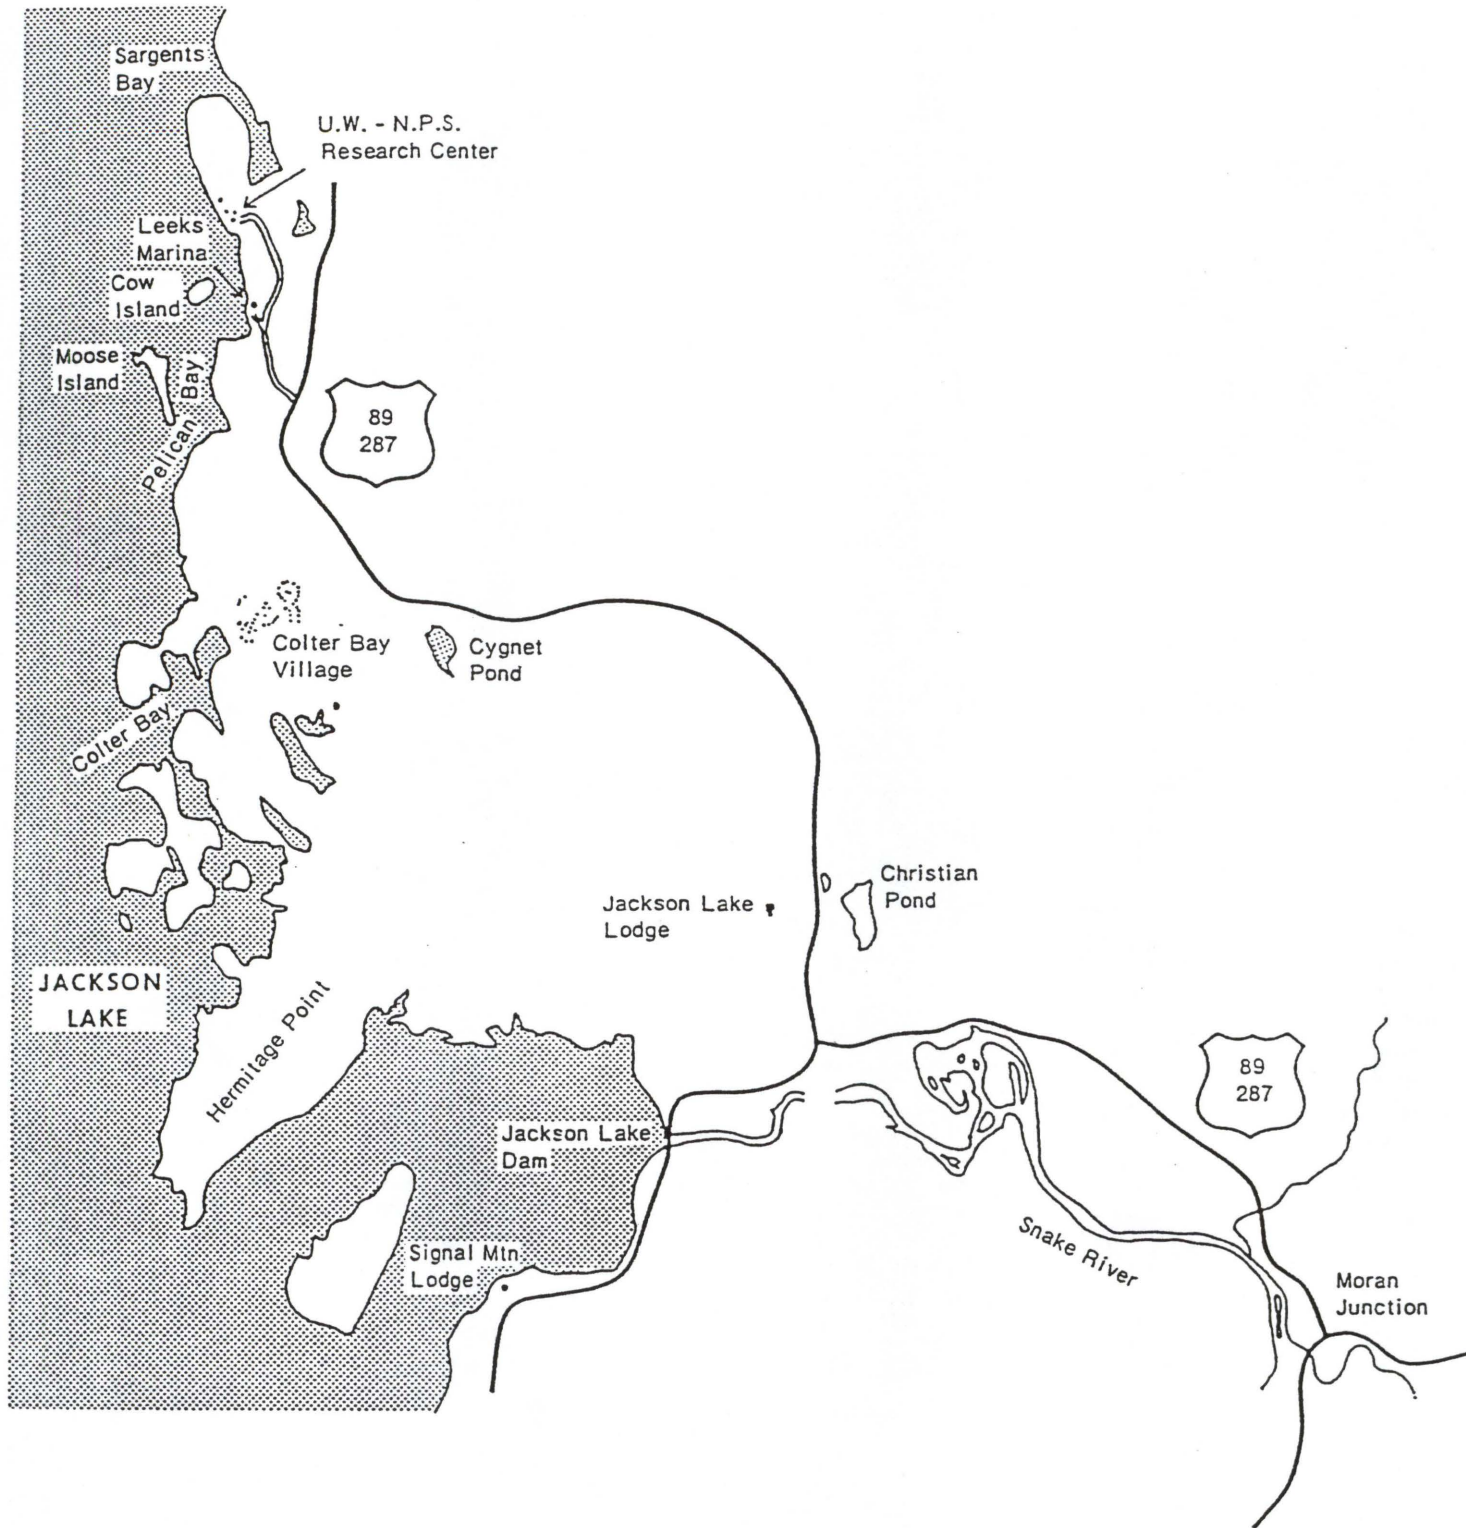 Sargents
Bay
U.W. - N.P.S.
Research Center
Leeks
Marina
Cow
Island
Moose
Island
Pelican Bay
89
287
Colter Bay
Village
Cygnet
Pond
Colter Bay
Christian
Pond
Jackson Lake
Lodge
JACKSON
LAKE
Hermitage Point
89
287
Jackson Lake
Dam
Signal Mtn
Lodge
Snake River
Moran
Junction